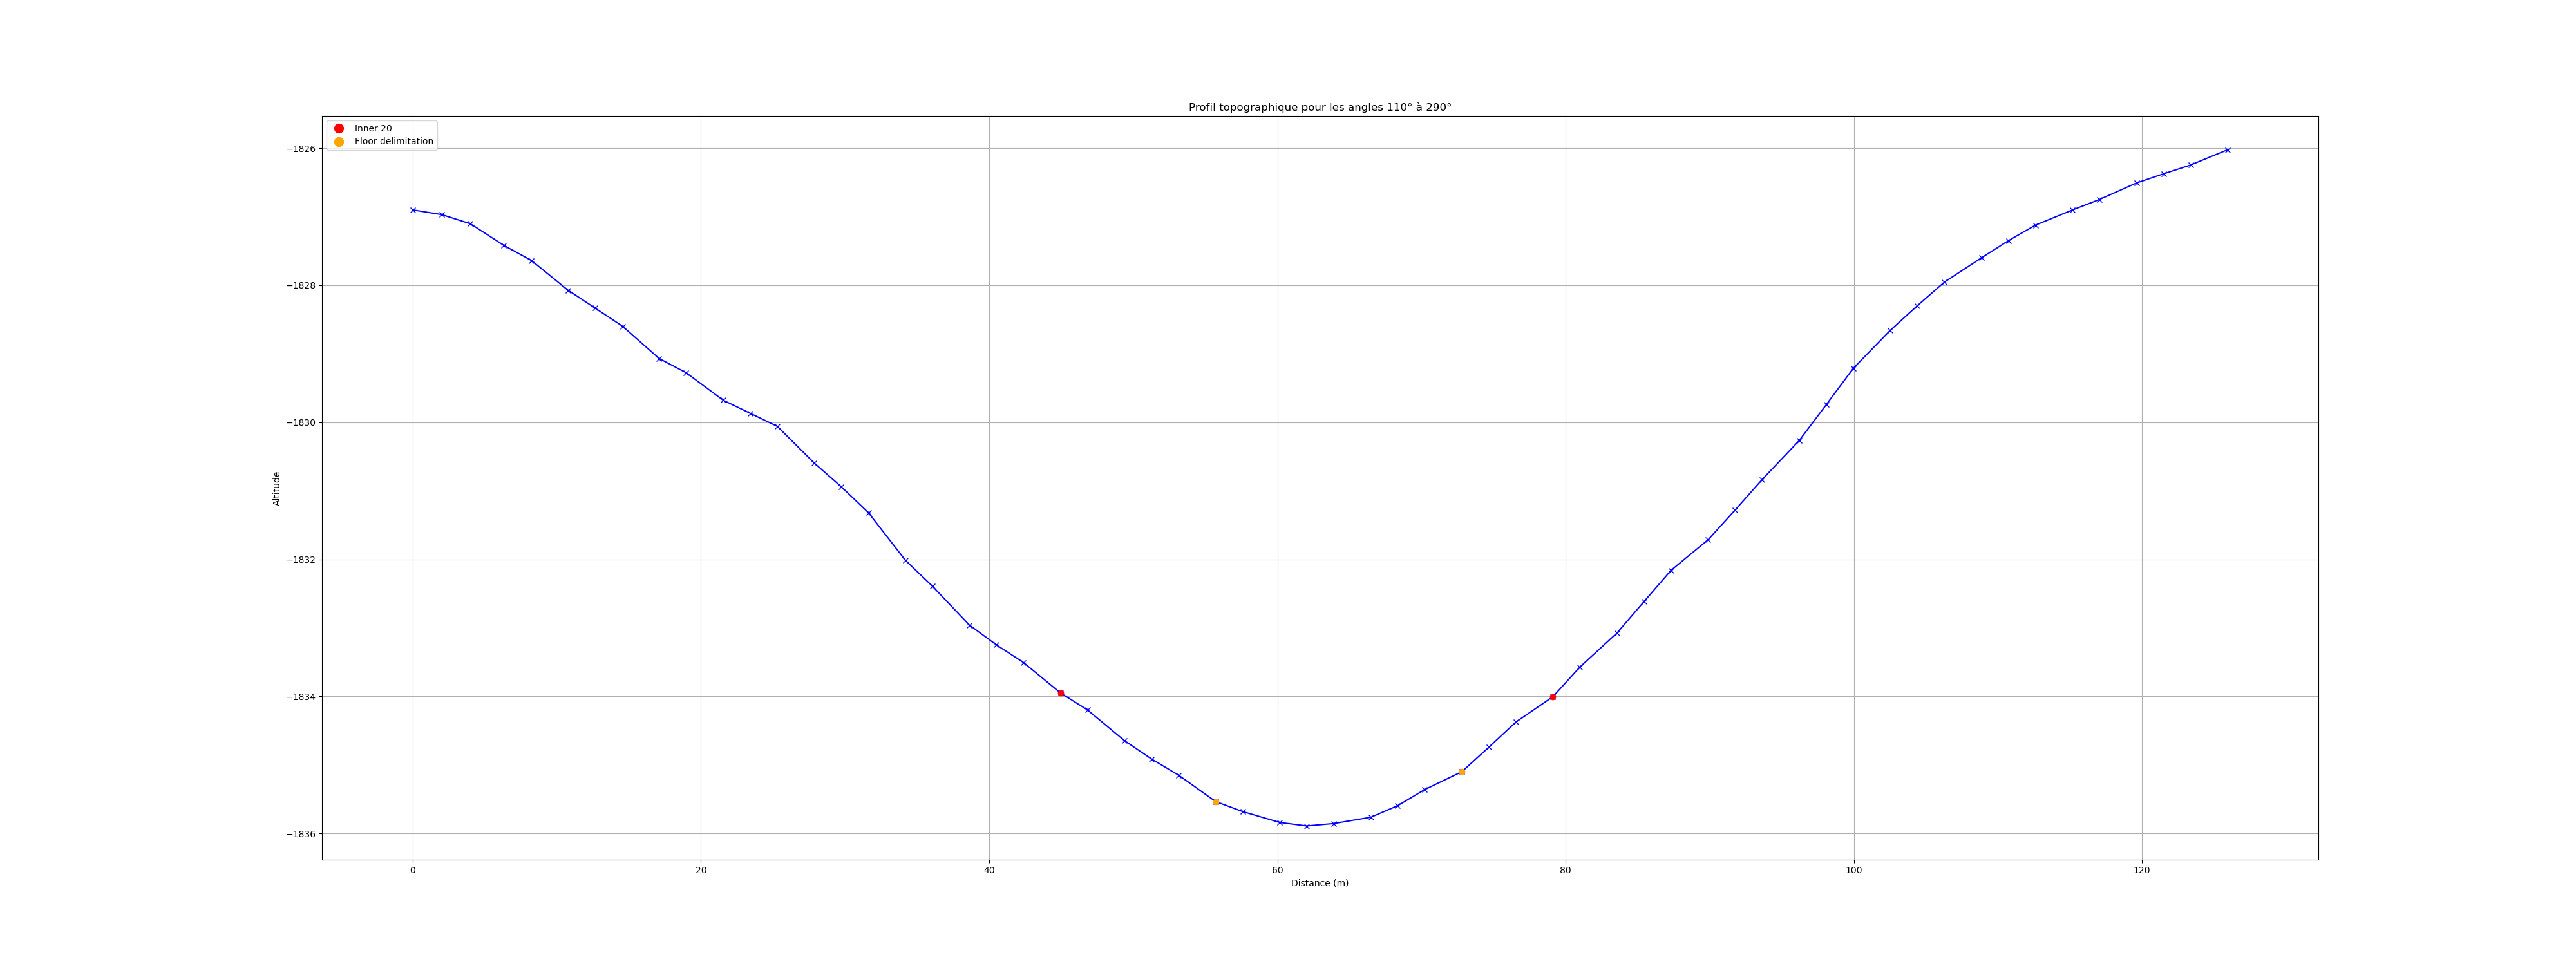 Profil topographique pour les angles 110° à 290°
Inner 20
Floor delimitation
−1826
−1828
−1830
−1832
−1834
−1836
Altitude
0 20 40 60 80 100 120
Distance (m)